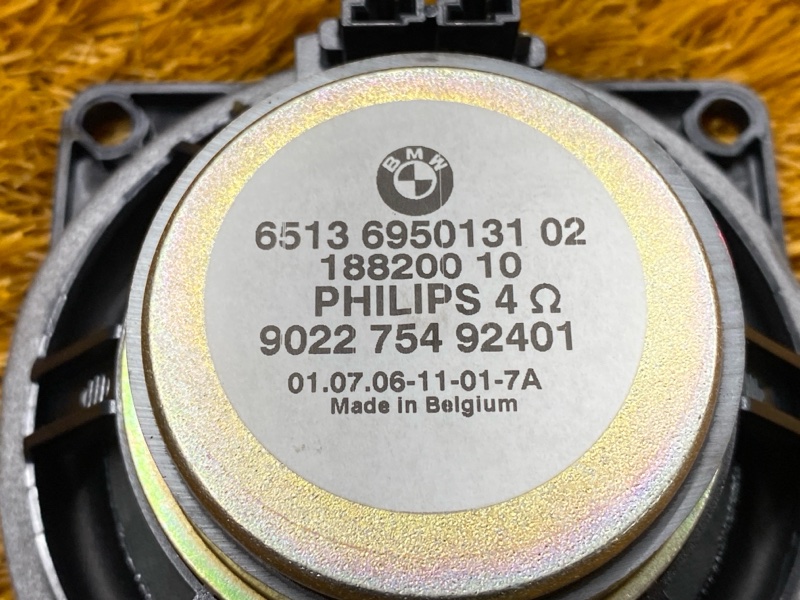 BMW
6513 6950131 02
188200 10
PHILIPS 4 Ω
9022 754 92401
01.07.06-11-01-7A
Made in Belgium